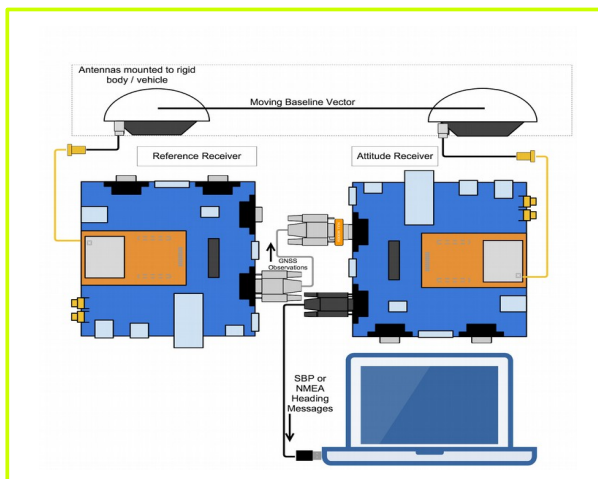 Antennas mounted to rigid
body / vehicle
Moving Baseline Vector
Reference Receiver
Attitude Receiver
GNSS
Observations
SBP or
NMEA
Heading
Messages